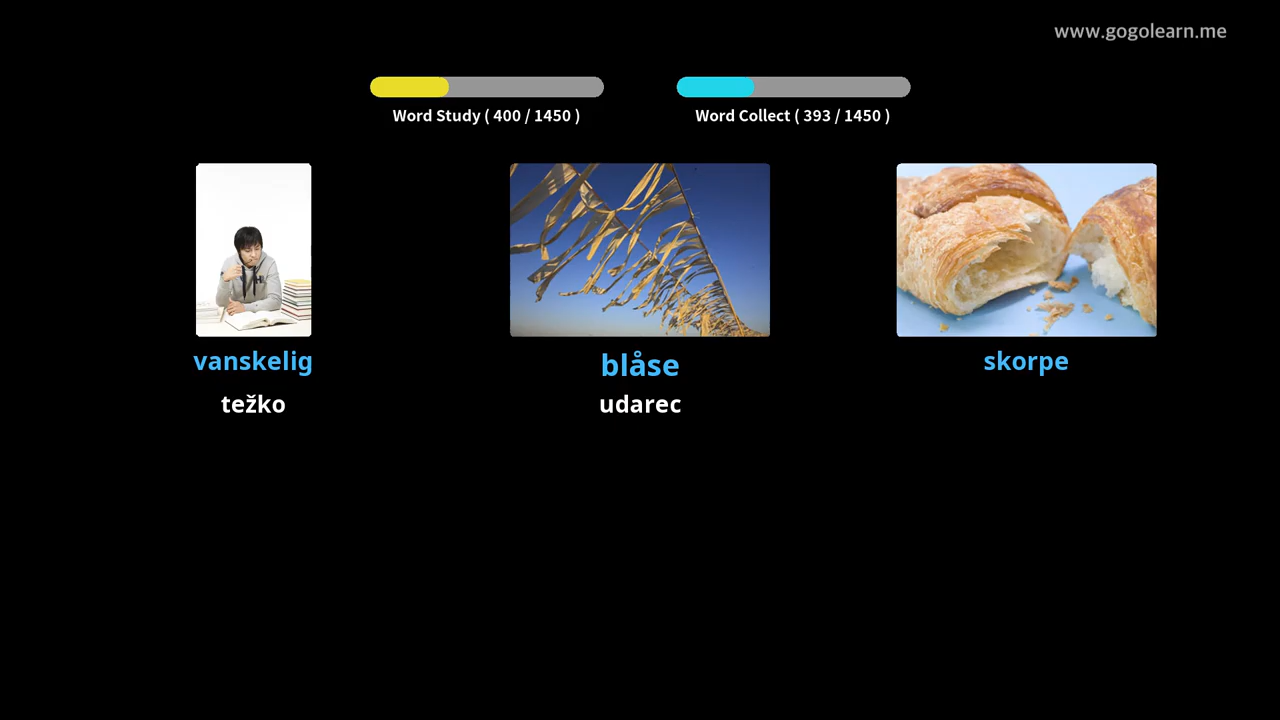 www.gogolearn.me
Word Study ( 400 / 1450 )
Word Collect ( 393 / 1450 )
vanskelig
blåse
skorpe
težko
udarec